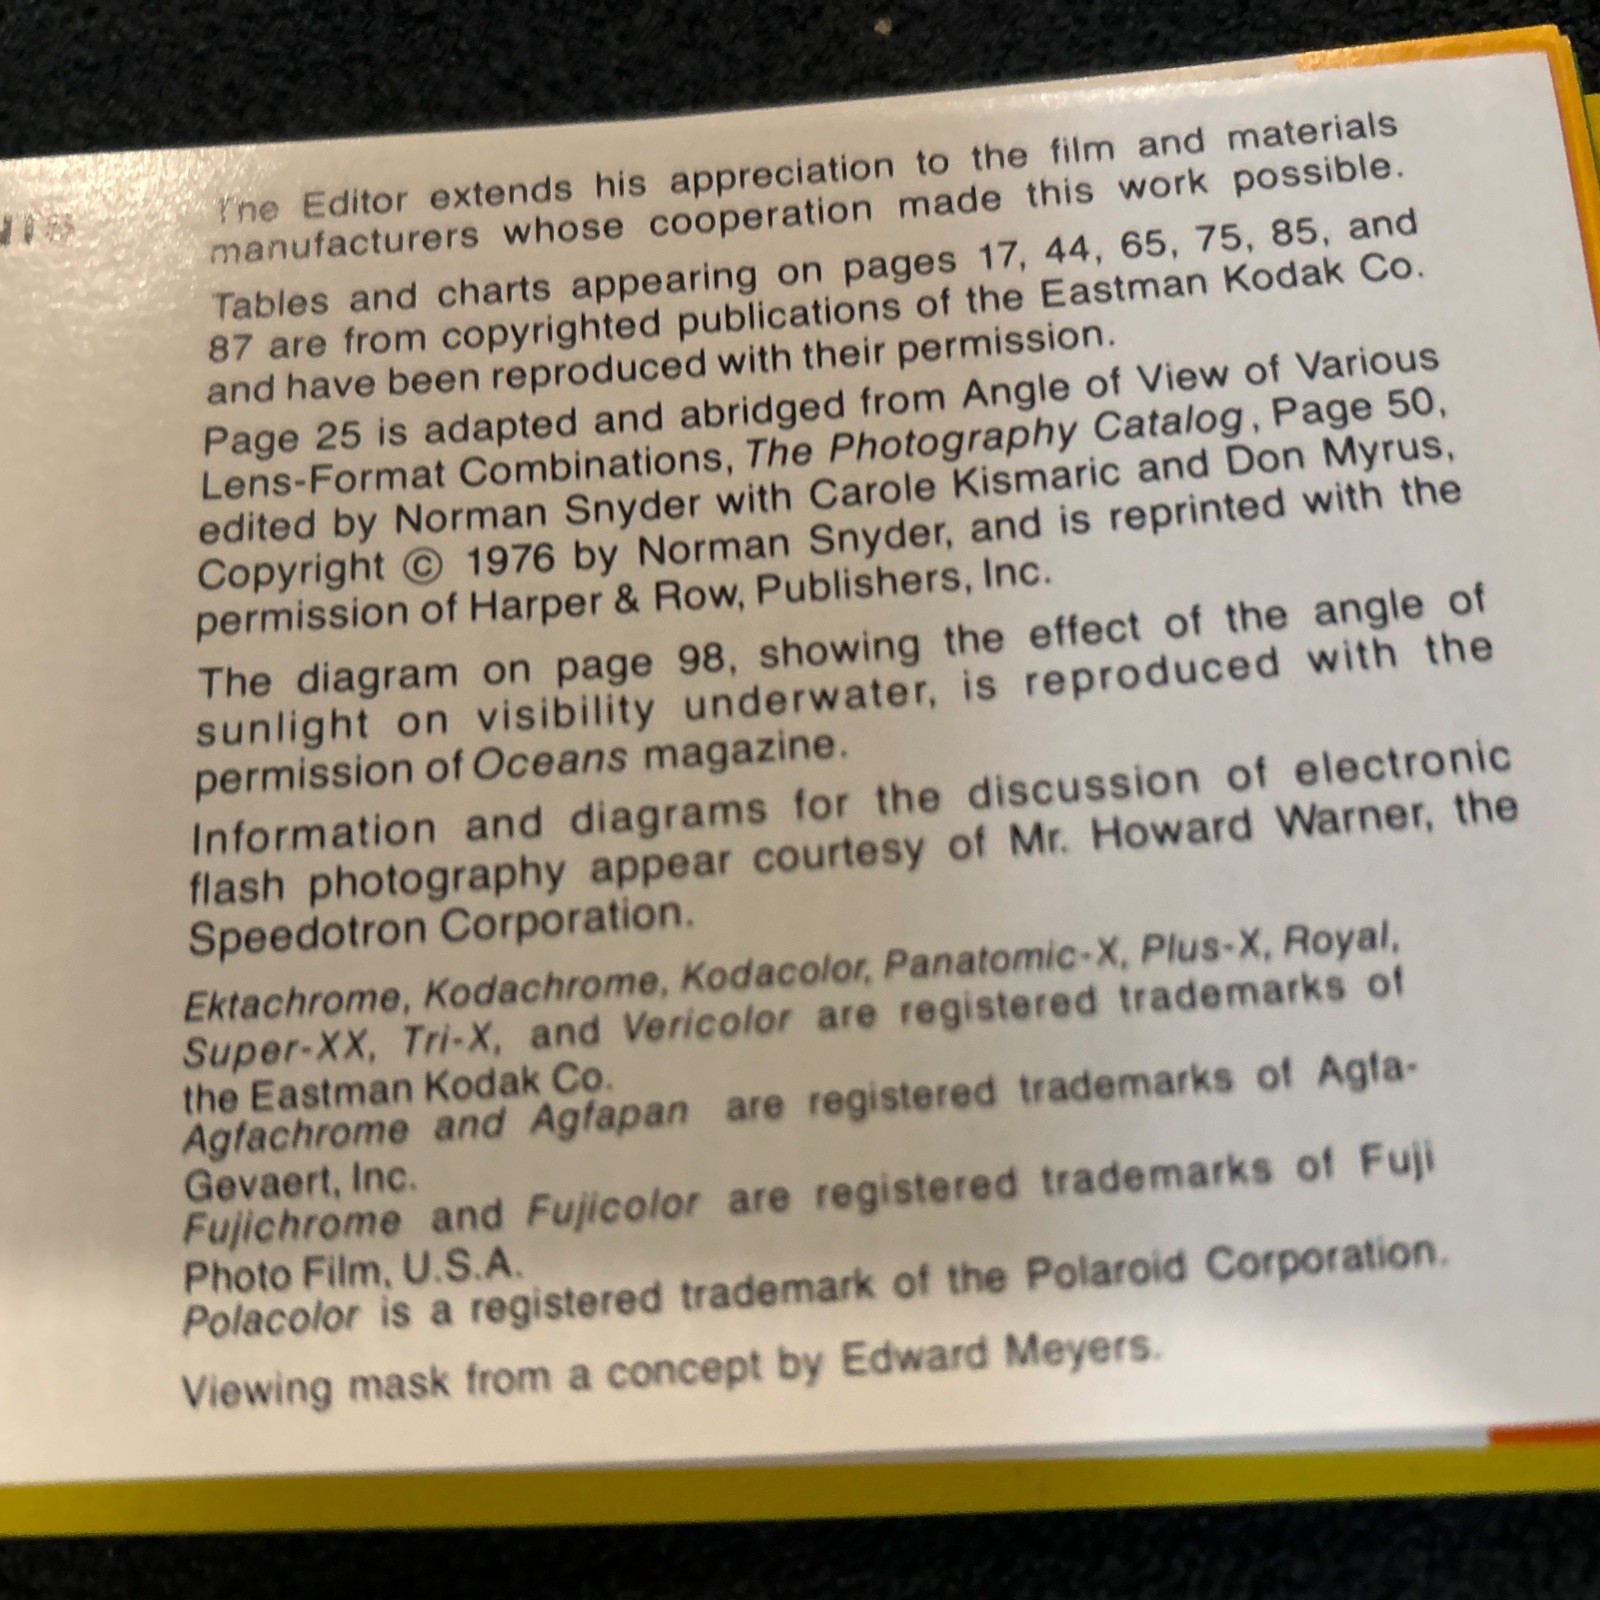 The Editor extends his appreciation to the film and materials
manufacturers whose cooperation made this work possible.
Tables and charts appearing on pages 17, 44, 65, 75, 85, and
87 are from copyrighted publications of the Eastman Kodak Co.
and have been reproduced with their permission.
Page 25 is adapted and abridged from Angle of View of Various
Lens-Format Combinations, The Photography Catalog, Page 50,
edited by Norman Snyder with Carole Kismaric and Don Myrus,
Copyright © 1976 by Norman Snyder, and is reprinted with the
permission of Harper & Row, Publishers, Inc.
The diagram on page 98, showing the effect of the angle of
sunlight on visibility underwater, is reproduced with the
permission of Oceans magazine.
Information and diagrams for the discussion of electronic
flash photography appear courtesy of Mr. Howard Warner, the
Speedotron Corporation.
Ektachrome, Kodachrome, Kodacolor, Panatomic-X, Plus-X, Royal,
Super-XX, Tri-X, and Vericolor are registered trademarks of
the Eastman Kodak Co.
Agfachrome and Agfapan are registered trademarks of Agfa-
Gevaert, Inc.
Fujichrome and Fujicolor are registered trademarks of Fuji
Photo Film, U.S.A.
Polacolor is a registered trademark of the Polaroid Corporation.
Viewing mask from a concept by Edward Meyers.